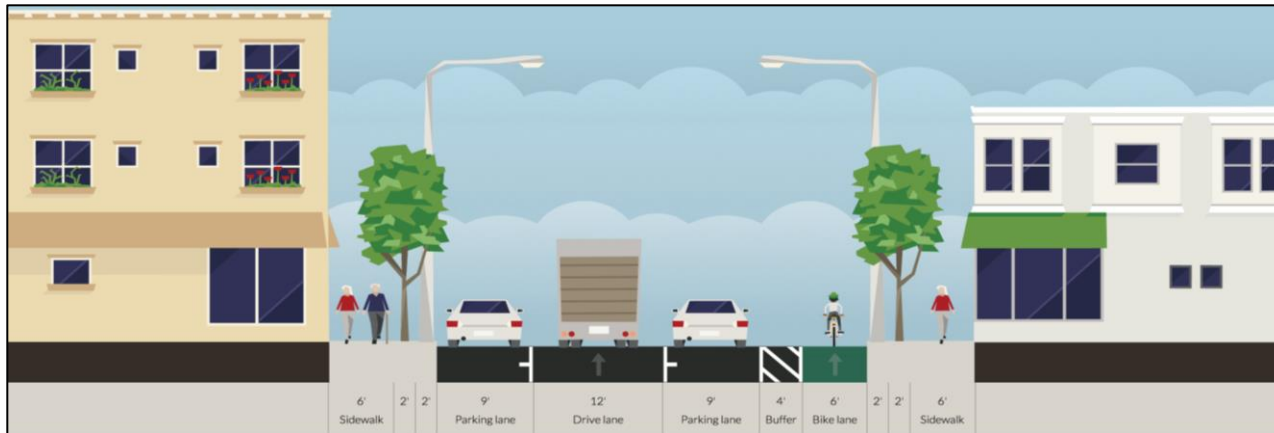 6' 2' 2' 9' 12' 9' 4' 6' 2' 2' 6'
Sidewalk Parking lane Drive lane Parking lane Buffer Bike lane Sidewalk